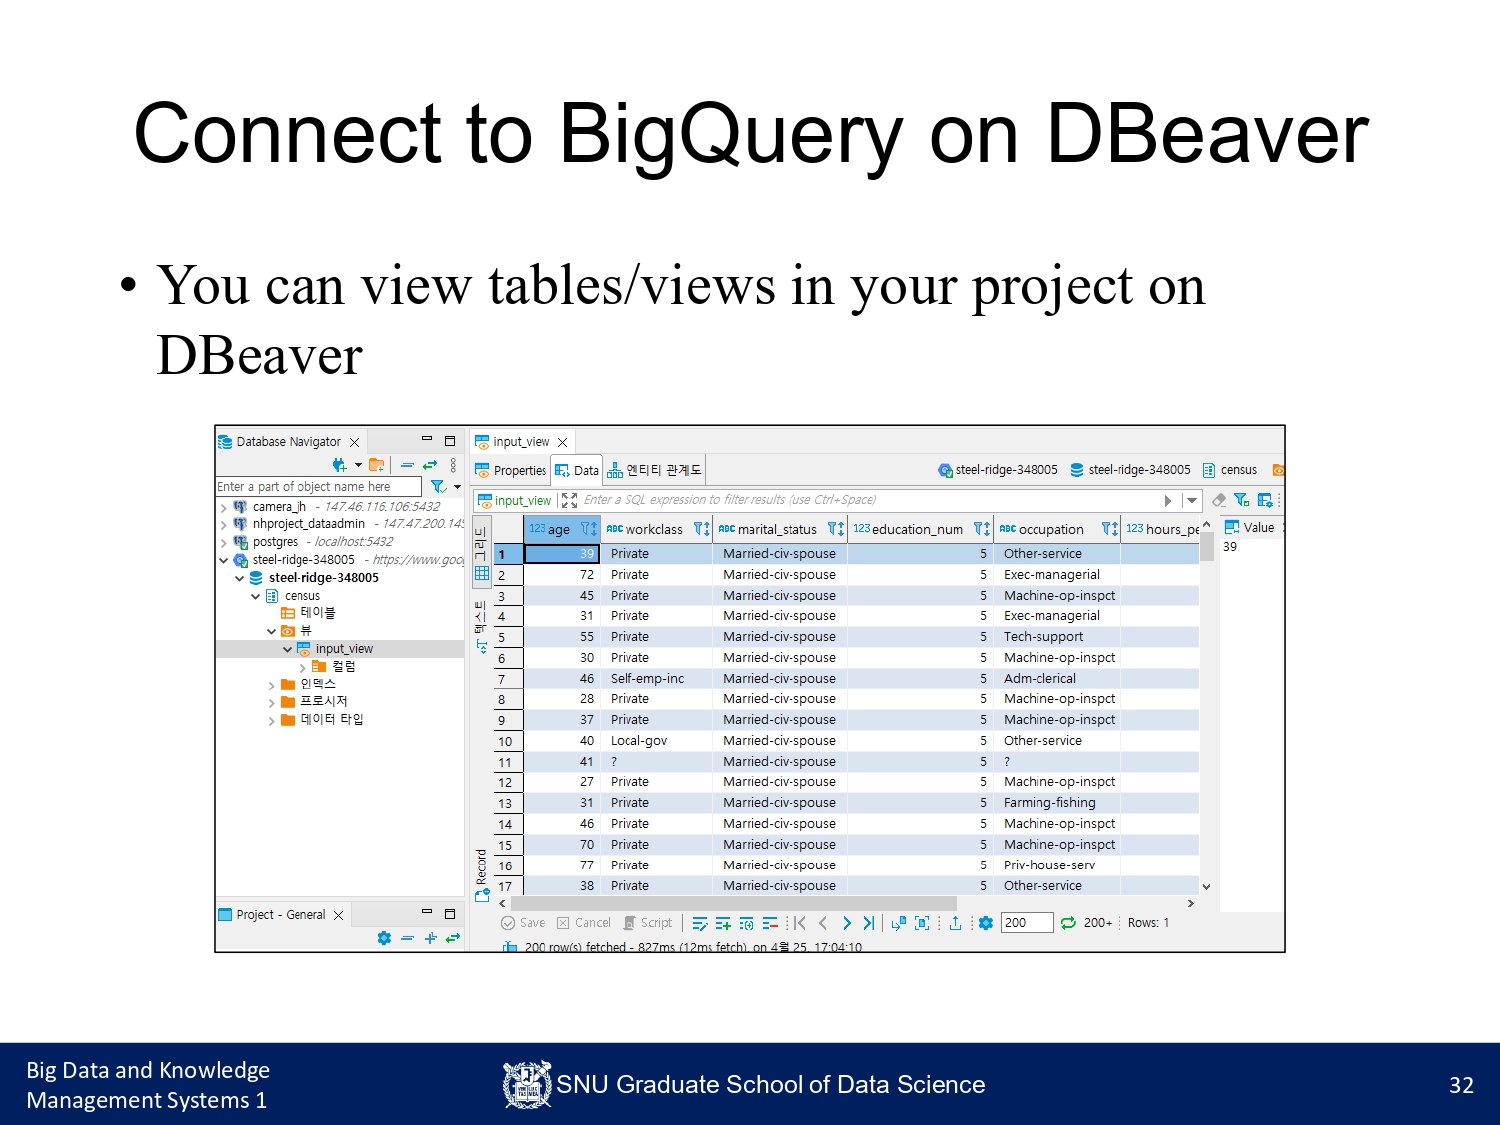 Connect to BigQuery on DBeaver
• You can view tables/views in your project on
DBeaver
Database Navigator
Enter a part of object name here
camera_jh - 147.46.116.106:5432
nhproject_dataadmin - 147.47.200.145
postgres - localhost:5432
steel-ridge-348005 - https://www.goo
steel-ridge-348005
census
테이블
뷰
input_view
컬럼
인덱스
프로시저
데이터 타입
Project - General
input_view
Properties Data 엔티티 관계도 steel-ridge-348005 steel-ridge-348005 census
input_view Enter a SQL expression to filter results (use Ctrl+Space)
그리드
텍스트
Record
123 age ABC workclass ABC marital_status 123 education_num ABC occupation 123 hours_pe
1 39 Private Married-civ-spouse 5 Other-service
2 72 Private Married-civ-spouse 5 Exec-managerial
3 45 Private Married-civ-spouse 5 Machine-op-inspct
4 31 Private Married-civ-spouse 5 Exec-managerial
5 55 Private Married-civ-spouse 5 Tech-support
6 30 Private Married-civ-spouse 5 Machine-op-inspct
7 46 Self-emp-inc Married-civ-spouse 5 Adm-clerical
8 28 Private Married-civ-spouse 5 Machine-op-inspct
9 37 Private Married-civ-spouse 5 Machine-op-inspct
10 40 Local-gov Married-civ-spouse 5 Other-service
11 41 ? Married-civ-spouse 5 ?
12 27 Private Married-civ-spouse 5 Machine-op-inspct
13 31 Private Married-civ-spouse 5 Farming-fishing
14 46 Private Married-civ-spouse 5 Machine-op-inspct
15 70 Private Married-civ-spouse 5 Machine-op-inspct
16 77 Private Married-civ-spouse 5 Priv-house-serv
17 38 Private Married-civ-spouse 5 Other-service
Value
39
Save Cancel Script 200 200+ Rows: 1
200 row(s) fetched - 827ms (12ms fetch), on 4월 25, 17:04:10
Big Data and Knowledge
Management Systems 1
SNU Graduate School of Data Science
32